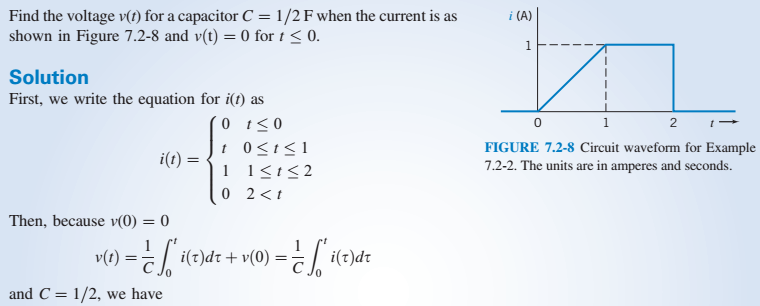 Find the voltage v(t) for a capacitor C = 1/2 F when the current is as
shown in Figure 7.2-8 and v(t) = 0 for t ≤ 0.
Solution
First, we write the equation for i(t) as
i(t) = { 0 t ≤ 0
t 0 ≤ t ≤ 1
1 1 ≤ t ≤ 2
0 2 < t
Then, because v(0) = 0
v(t) = 1/C ∫₀ᵗ i(τ)dτ + v(0) = 1/C ∫₀ᵗ i(τ)dτ
and C = 1/2, we have
i (A)
1
0 1 2 t →
FIGURE 7.2-8 Circuit waveform for Example
7.2-2. The units are in amperes and seconds.